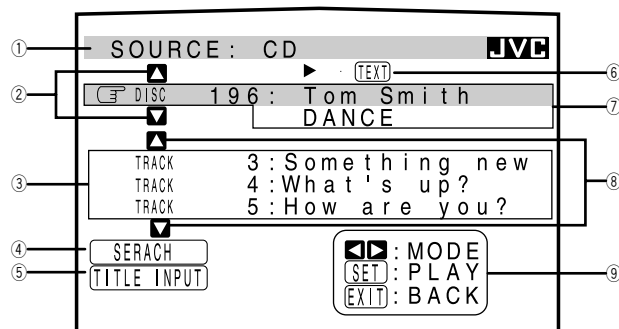 ① SOURCE: CD JVC
② ▲ ▶ · TEXT ⑥
DISC 196: Tom Smith ⑦
▼ DANCE
▲
③ TRACK 3:Something new
TRACK 4:What's up? ⑧
TRACK 5:How are you?
▼
④ SERACH ◀▶: MODE
⑤ TITLE INPUT SET: PLAY ⑨
EXIT: BACK